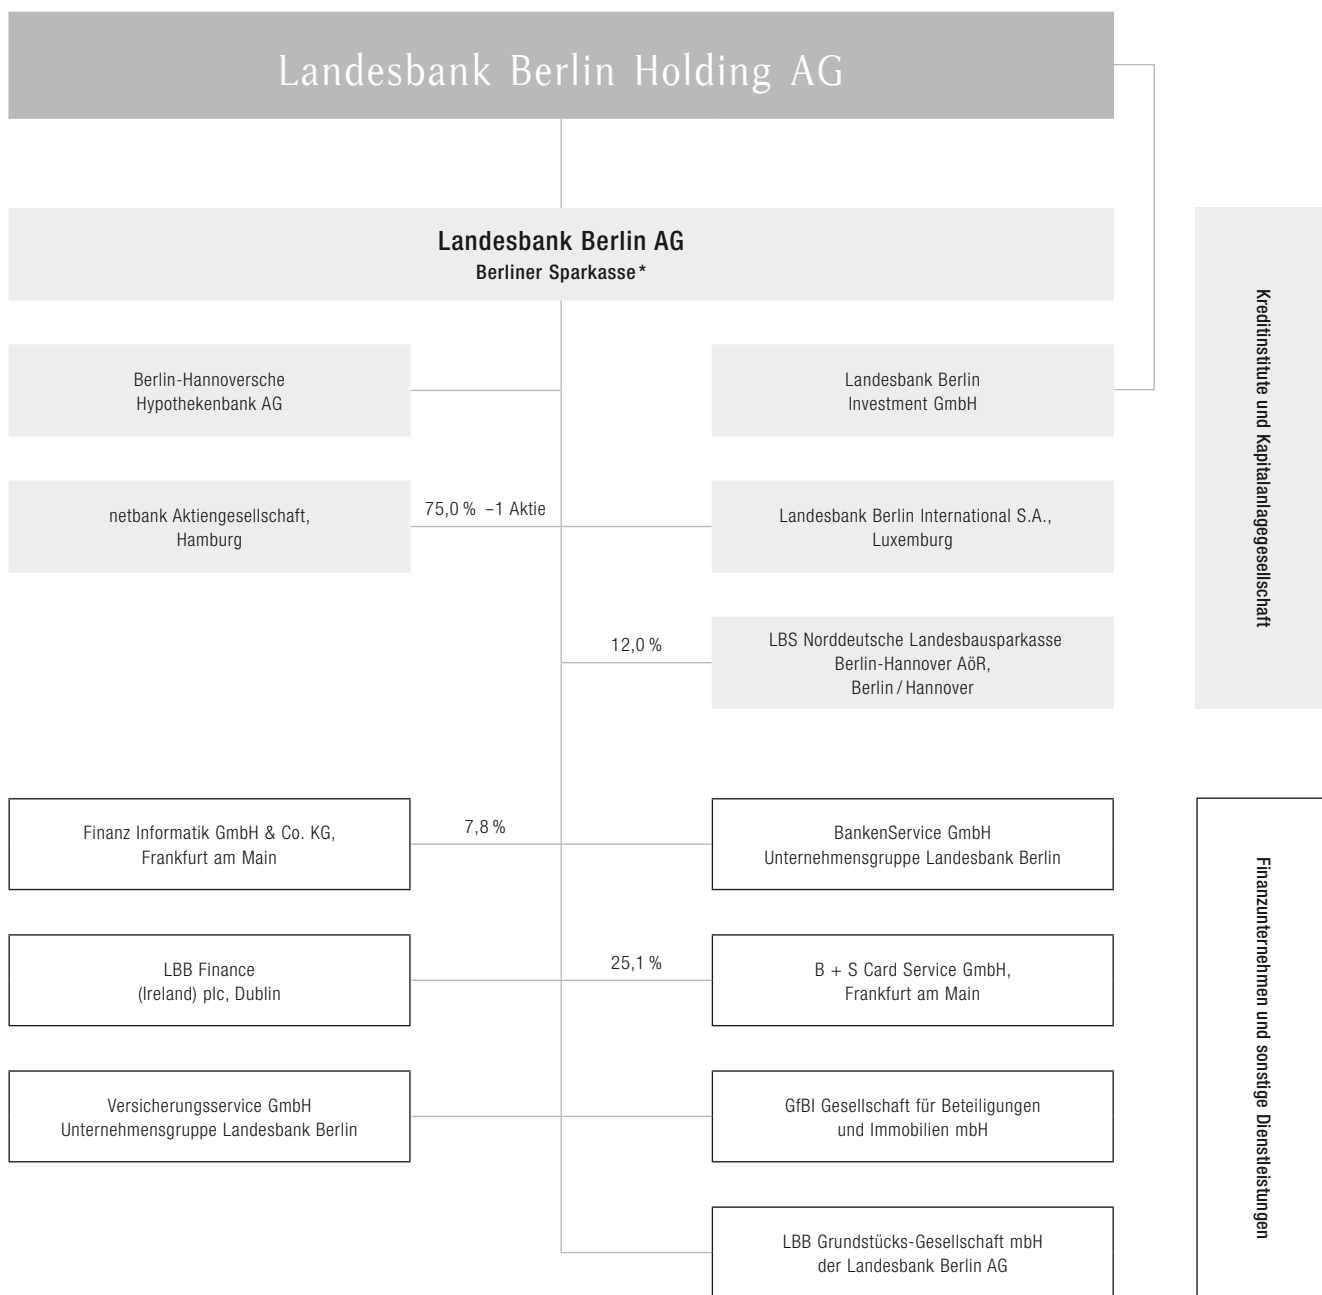 Landesbank Berlin Holding AG
Landesbank Berlin AG
Berliner Sparkasse*
Berlin-Hannoversche
Hypothekenbank AG
Landesbank Berlin
Investment GmbH
netbank Aktiengesellschaft,
Hamburg
75,0 % –1 Aktie
Landesbank Berlin International S.A.,
Luxemburg
12,0 %
LBS Norddeutsche Landesbausparkasse
Berlin-Hannover AöR,
Berlin / Hannover
Kreditinstitute und Kapitalanlagegesellschaft
Finanz Informatik GmbH & Co. KG,
Frankfurt am Main
7,8 %
BankenService GmbH
Unternehmensgruppe Landesbank Berlin
LBB Finance
(Ireland) plc, Dublin
25,1 %
B + S Card Service GmbH,
Frankfurt am Main
Versicherungsservice GmbH
Unternehmensgruppe Landesbank Berlin
GfBI Gesellschaft für Beteiligungen
und Immobilien mbH
LBB Grundstücks-Gesellschaft mbH
der Landesbank Berlin AG
Finanzunternehmen und sonstige Dienstleistungen